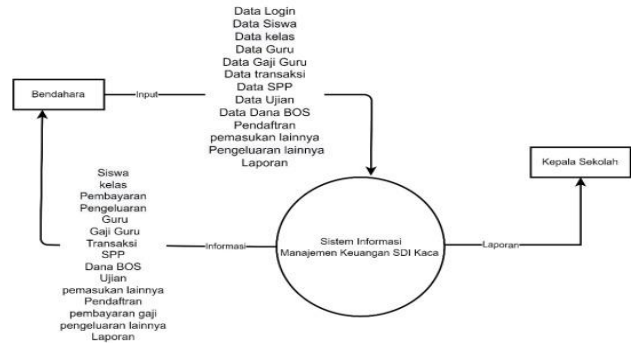 Data Login
Data Siswa
Data kelas
Data Guru
Data Gaji Guru
Data transaksi
Data SPP
Data Ujian
Data Dana BOS
Pendaftran
pemasukan lainnya
Pengeluaran lainnya
Laporan
Bendahara
Input
Kepala Sekolah
Siswa
kelas
Pembayaran
Pengeluaran
Guru
Gaji Guru
Transaksi
SPP
Dana BOS
Ujian
pemasukan lainnya
Pendaftran
pembayaran gaji
pengeluaran lainnya
Laporan
Informasi
Sistem Informasi
Manajemen Keuangan SDI Kaca
Laporan